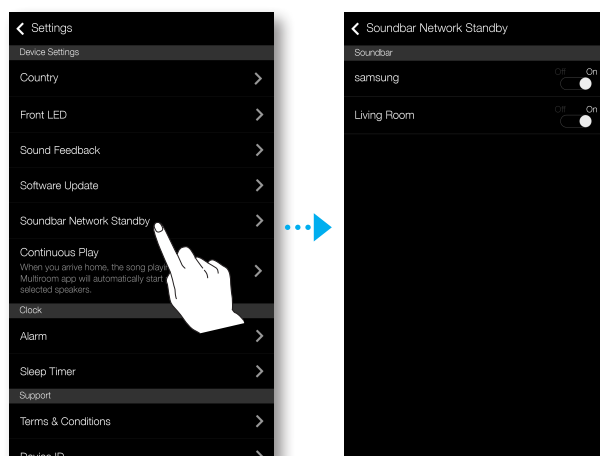 Settings
Device Settings
Country
Front LED
Sound Feedback
Software Update
Soundbar Network Standby
Continuous Play
When you arrive home, the song playi
Multiroom app will automatically start
selected speakers.
Clock
Alarm
Sleep Timer
Support
Terms & Conditions
Device ID
Soundbar Network Standby
Soundbar
samsung
Off On
Living Room
Off On